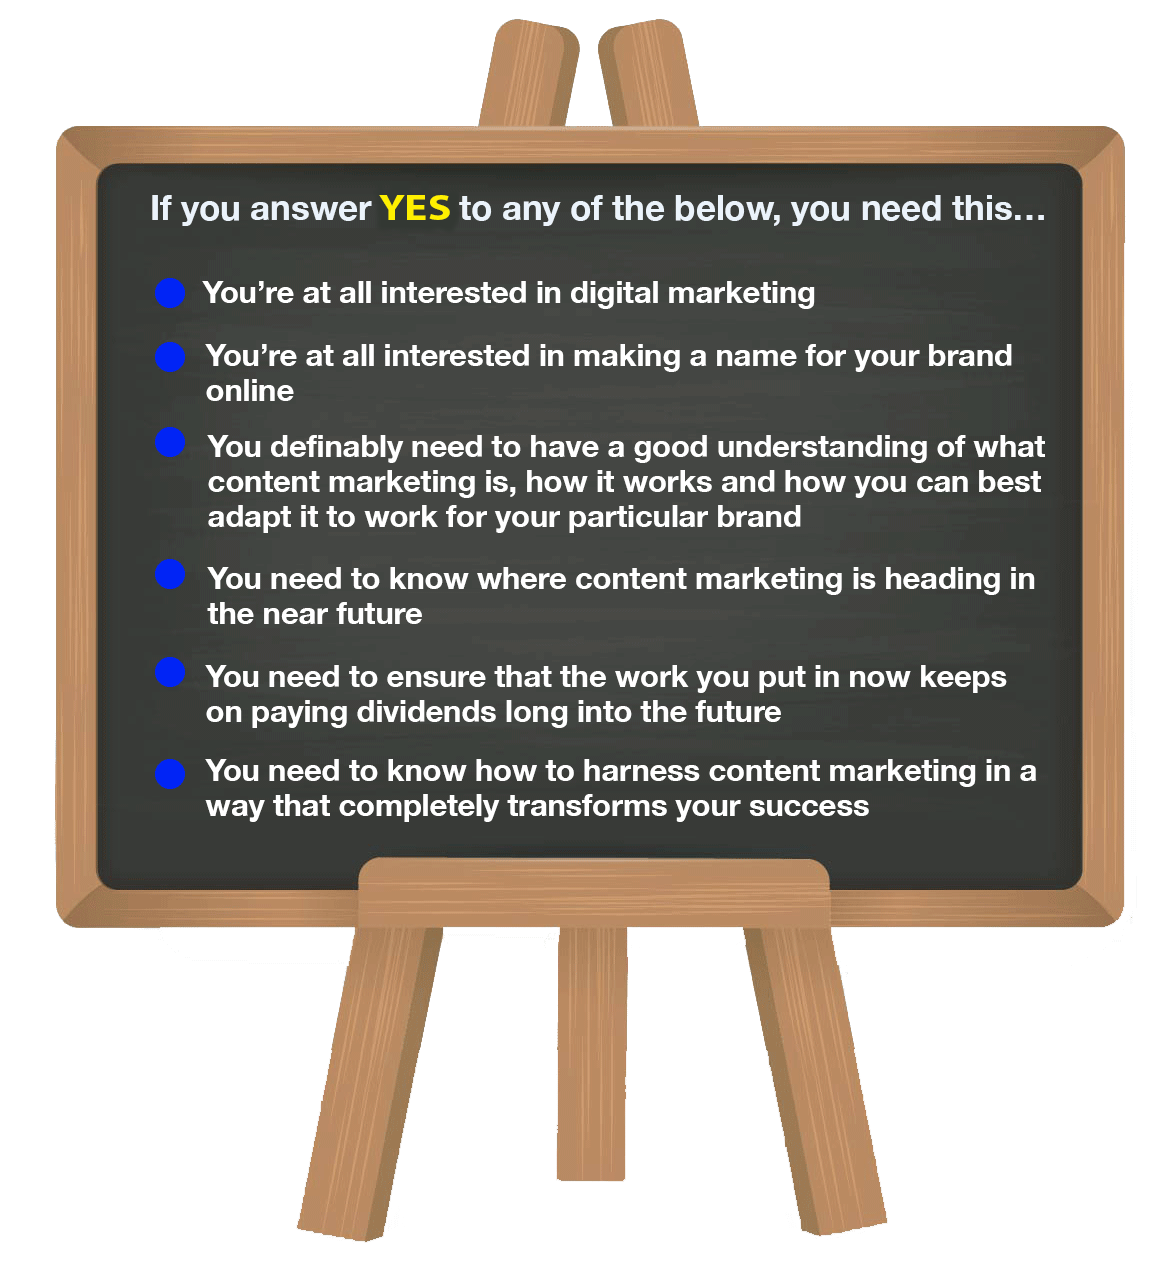 If you answer YES to any of the below, you need this...
You’re at all interested in digital marketing
You’re at all interested in making a name for your brand
online
You definably need to have a good understanding of what
content marketing is, how it works and how you can best
adapt it to work for your particular brand
You need to know where content marketing is heading in
the near future
You need to ensure that the work you put in now keeps
on paying dividends long into the future
You need to know how to harness content marketing in a
way that completely transforms your success